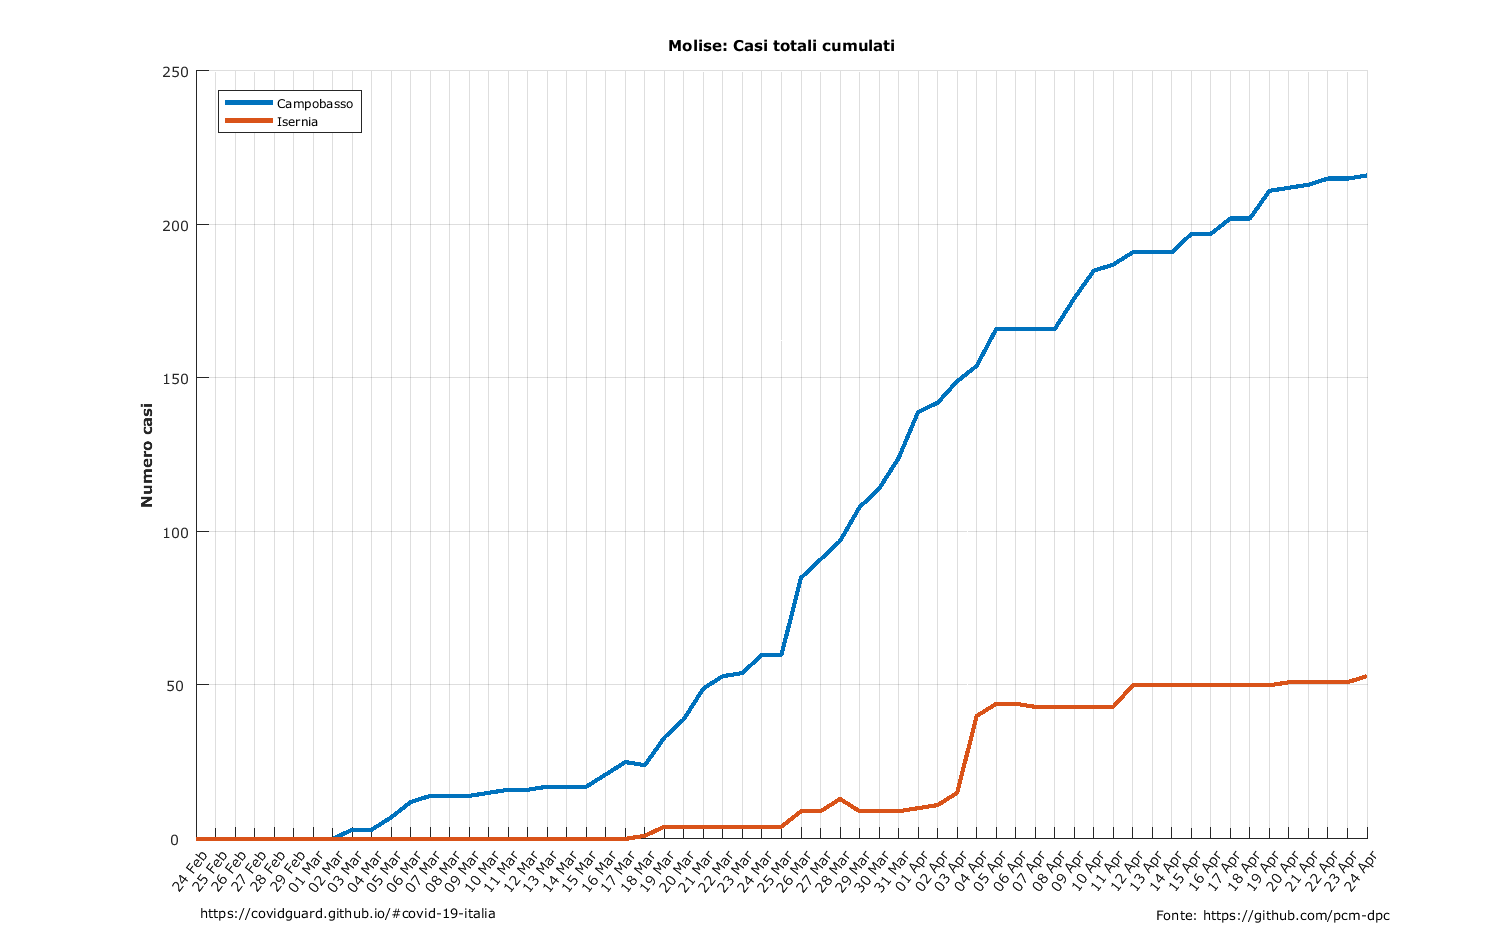 Molise: Casi totali cumulati
250
200
150
100
50
0
Numero casi
Campobasso
Isernia
24 Feb
25 Feb
26 Feb
27 Feb
28 Feb
29 Feb
01 Mar
02 Mar
03 Mar
04 Mar
05 Mar
06 Mar
07 Mar
08 Mar
09 Mar
10 Mar
11 Mar
12 Mar
13 Mar
14 Mar
15 Mar
16 Mar
17 Mar
18 Mar
19 Mar
20 Mar
21 Mar
22 Mar
23 Mar
24 Mar
25 Mar
26 Mar
27 Mar
28 Mar
29 Mar
30 Mar
31 Mar
01 Apr
02 Apr
03 Apr
04 Apr
05 Apr
06 Apr
07 Apr
08 Apr
09 Apr
10 Apr
11 Apr
12 Apr
13 Apr
14 Apr
15 Apr
16 Apr
17 Apr
18 Apr
19 Apr
20 Apr
21 Apr
22 Apr
23 Apr
24 Apr
https://covidguard.github.io/#covid-19-italia
Fonte: https://github.com/pcm-dpc